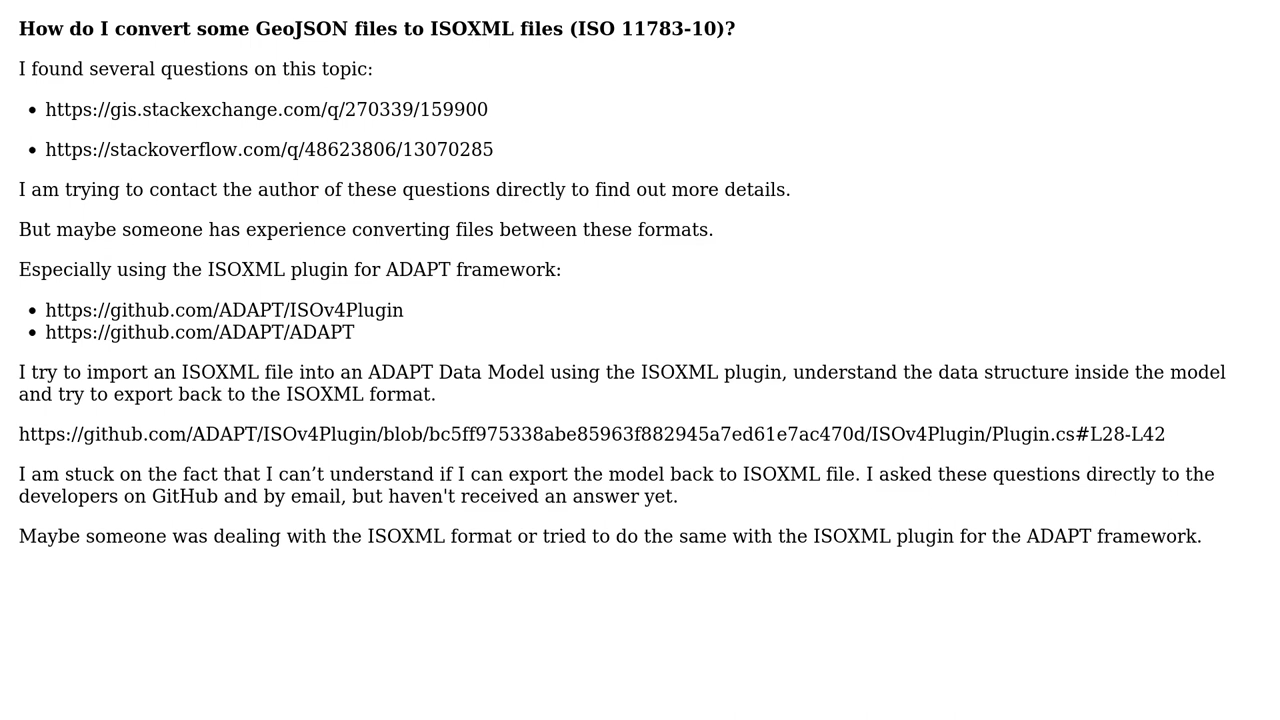 How do I convert some GeoJSON files to ISOXML files (ISO 11783-10)?
I found several questions on this topic:
• https://gis.stackexchange.com/q/270339/159900
• https://stackoverflow.com/q/48623806/13070285
I am trying to contact the author of these questions directly to find out more details.
But maybe someone has experience converting files between these formats.
Especially using the ISOXML plugin for ADAPT framework:
• https://github.com/ADAPT/ISOv4Plugin
• https://github.com/ADAPT/ADAPT
I try to import an ISOXML file into an ADAPT Data Model using the ISOXML plugin, understand the data structure inside the model
and try to export back to the ISOXML format.
https://github.com/ADAPT/ISOv4Plugin/blob/bc5ff975338abe85963f882945a7ed61e7ac470d/ISOv4Plugin/Plugin.cs#L28-L42
I am stuck on the fact that I can’t understand if I can export the model back to ISOXML file. I asked these questions directly to the
developers on GitHub and by email, but haven't received an answer yet.
Maybe someone was dealing with the ISOXML format or tried to do the same with the ISOXML plugin for the ADAPT framework.